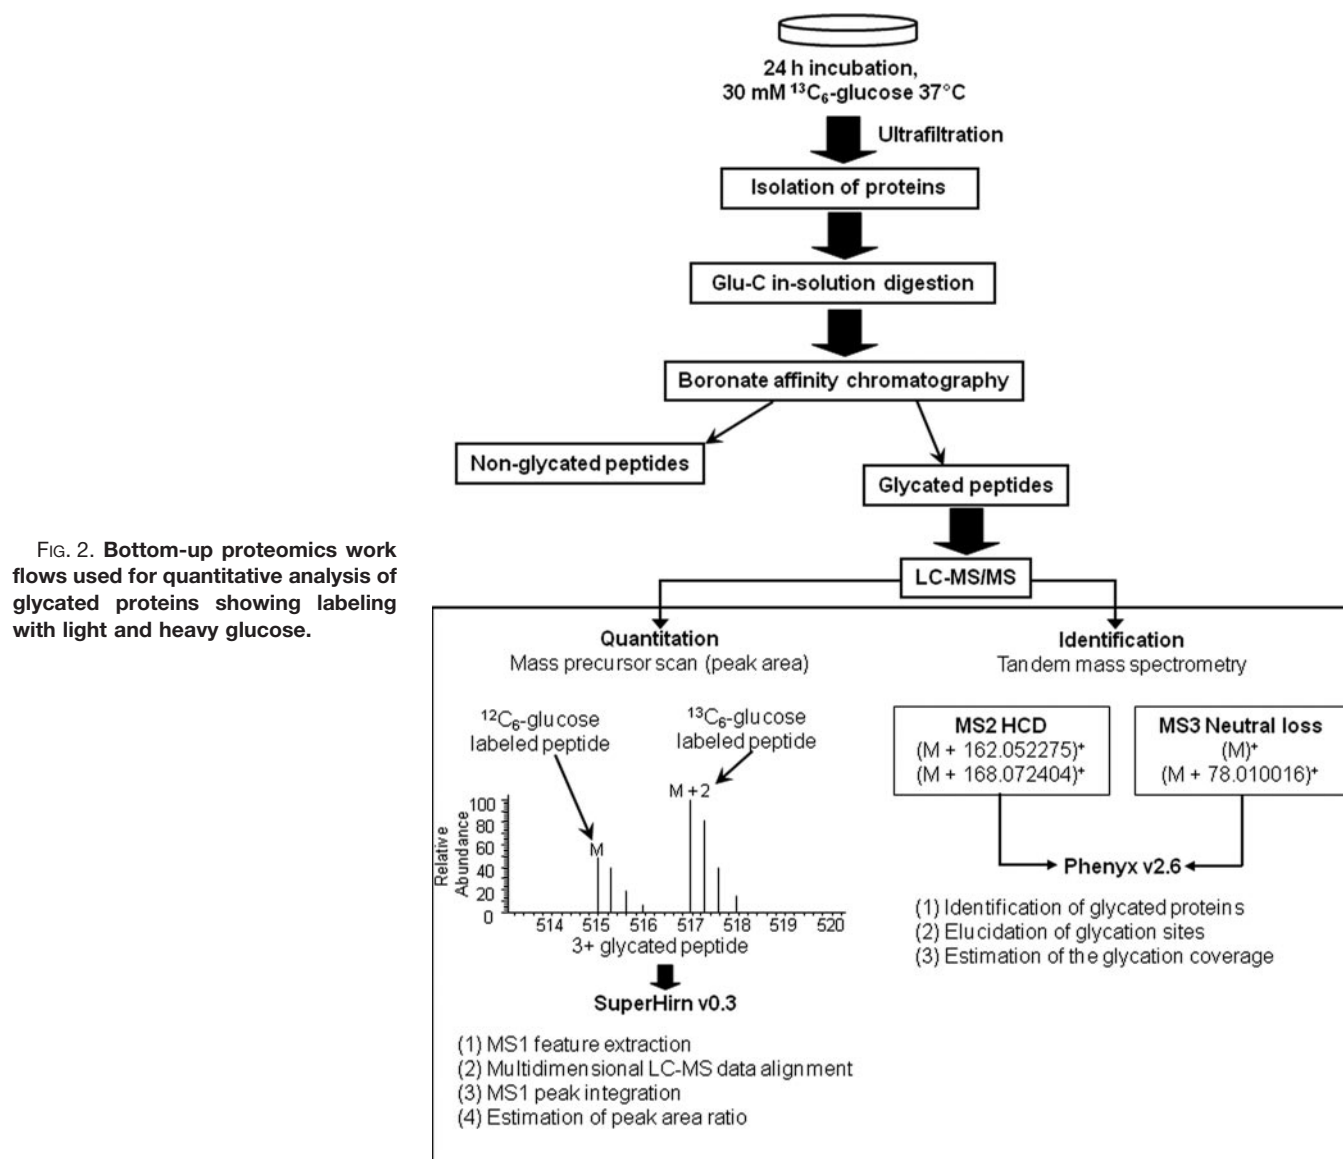 24 h incubation,
30 mM ¹³C₆-glucose 37°C
Ultrafiltration
Isolation of proteins
Glu-C in-solution digestion
Boronate affinity chromatography
Non-glycated peptides
Glycated peptides
LC-MS/MS
FIG. 2. Bottom-up proteomics work
flows used for quantitative analysis of
glycated proteins showing labeling
with light and heavy glucose.
Quantitation
Mass precursor scan (peak area)
¹²C₆-glucose
labeled peptide
¹³C₆-glucose
labeled peptide
M
M + 2
Relative
Abundance
100
80
60
40
20
0
514 515 516 517 518 519 520
3+ glycated peptide
SuperHirn v0.3
(1) MS1 feature extraction
(2) Multidimensional LC-MS data alignment
(3) MS1 peak integration
(4) Estimation of peak area ratio
Identification
Tandem mass spectrometry
MS2 HCD
(M + 162.052275)⁺
(M + 168.072404)⁺
MS3 Neutral loss
(M)⁺
(M + 78.010016)⁺
Phenyx v2.6
(1) Identification of glycated proteins
(2) Elucidation of glycation sites
(3) Estimation of the glycation coverage